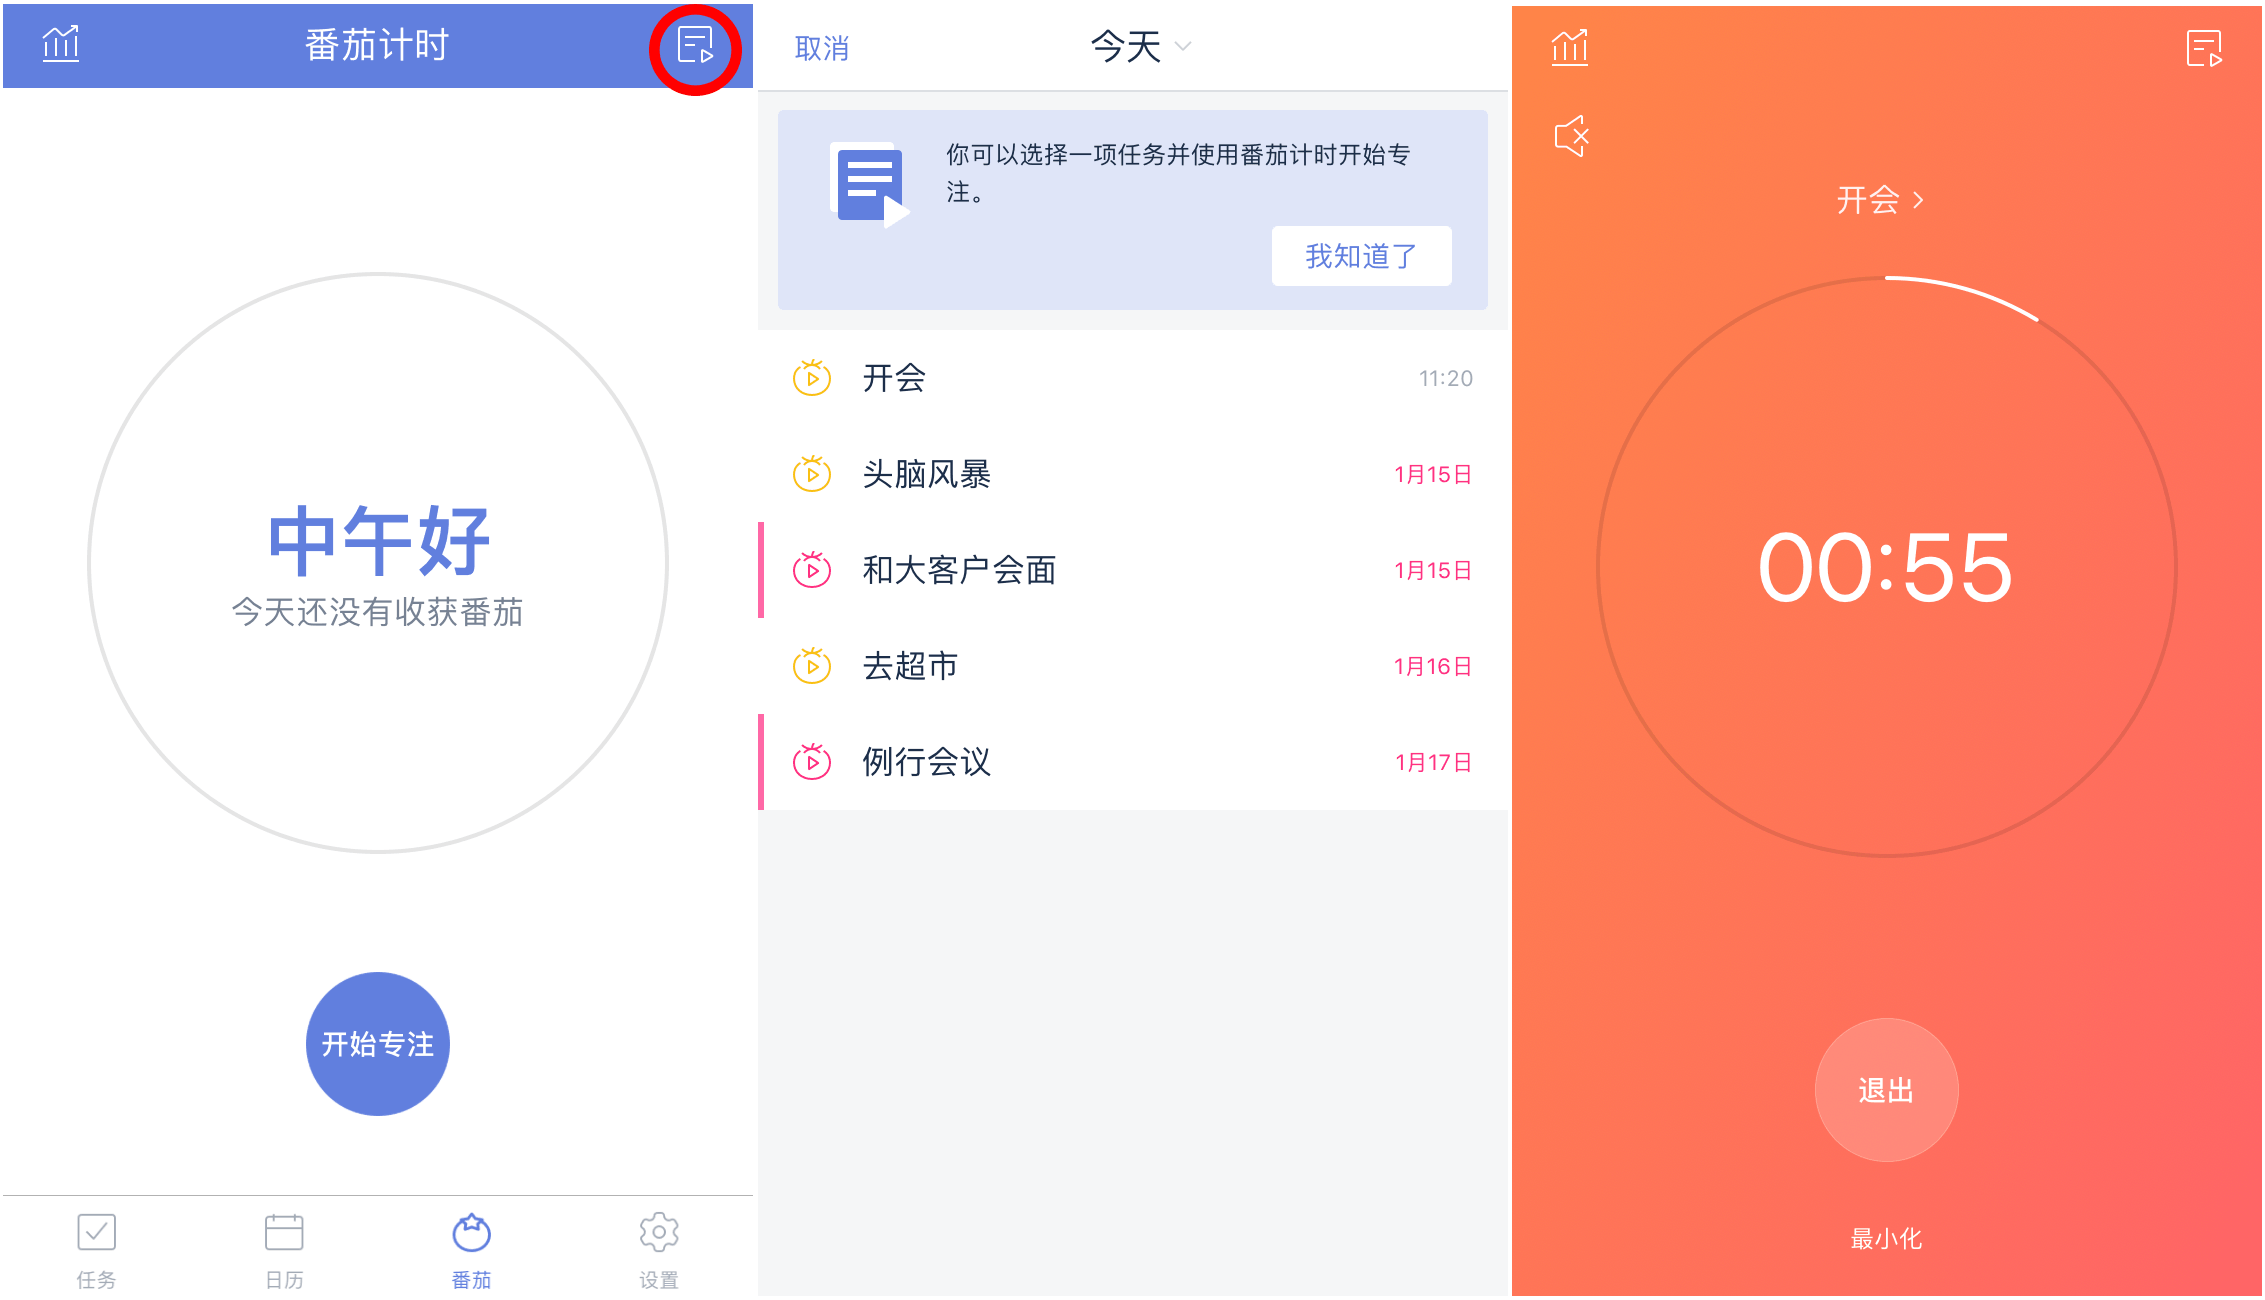 番茄计时
中午好
今天还没有收获番茄
开始专注
任务
日历
番茄
设置
取消
今天
你可以选择一项任务并使用番茄计时开始专
注。
我知道了
开会 11:20
头脑风暴 1月15日
和大客户会面 1月15日
去超市 1月16日
例行会议 1月17日
开会
00:55
退出
最小化